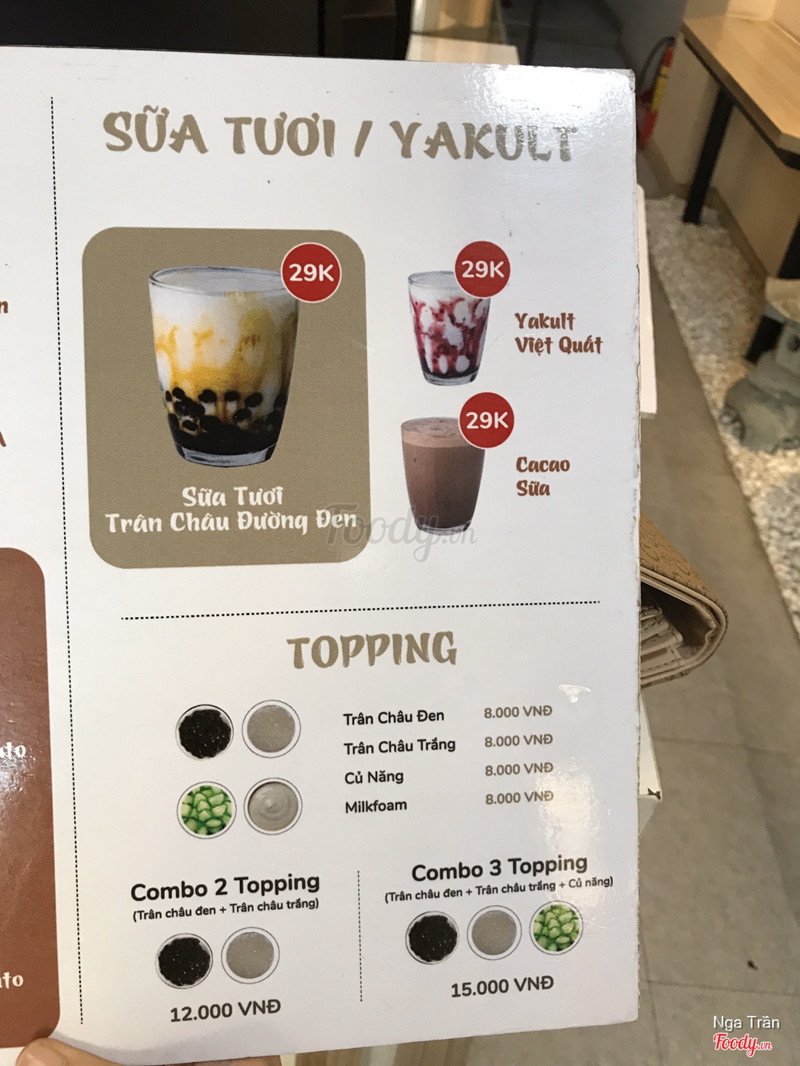 SỮA TƯƠI / YAKULT
29K
Sữa Tươi
Trân Châu Đường Đen
29K
Yakult
Việt Quất
29K
Cacao
Sữa
Foody.vn
TOPPING
Trân Châu Đen 8.000 VNĐ
Trân Châu Trắng 8.000 VNĐ
Củ Năng 8.000 VNĐ
Milkfoam 8.000 VNĐ
Combo 2 Topping
(Trân châu đen + Trân châu trắng)
12.000 VNĐ
Combo 3 Topping
(Trân châu đen + Trân châu trắng + Củ năng)
15.000 VNĐ
Nga Trần
Foody.vn